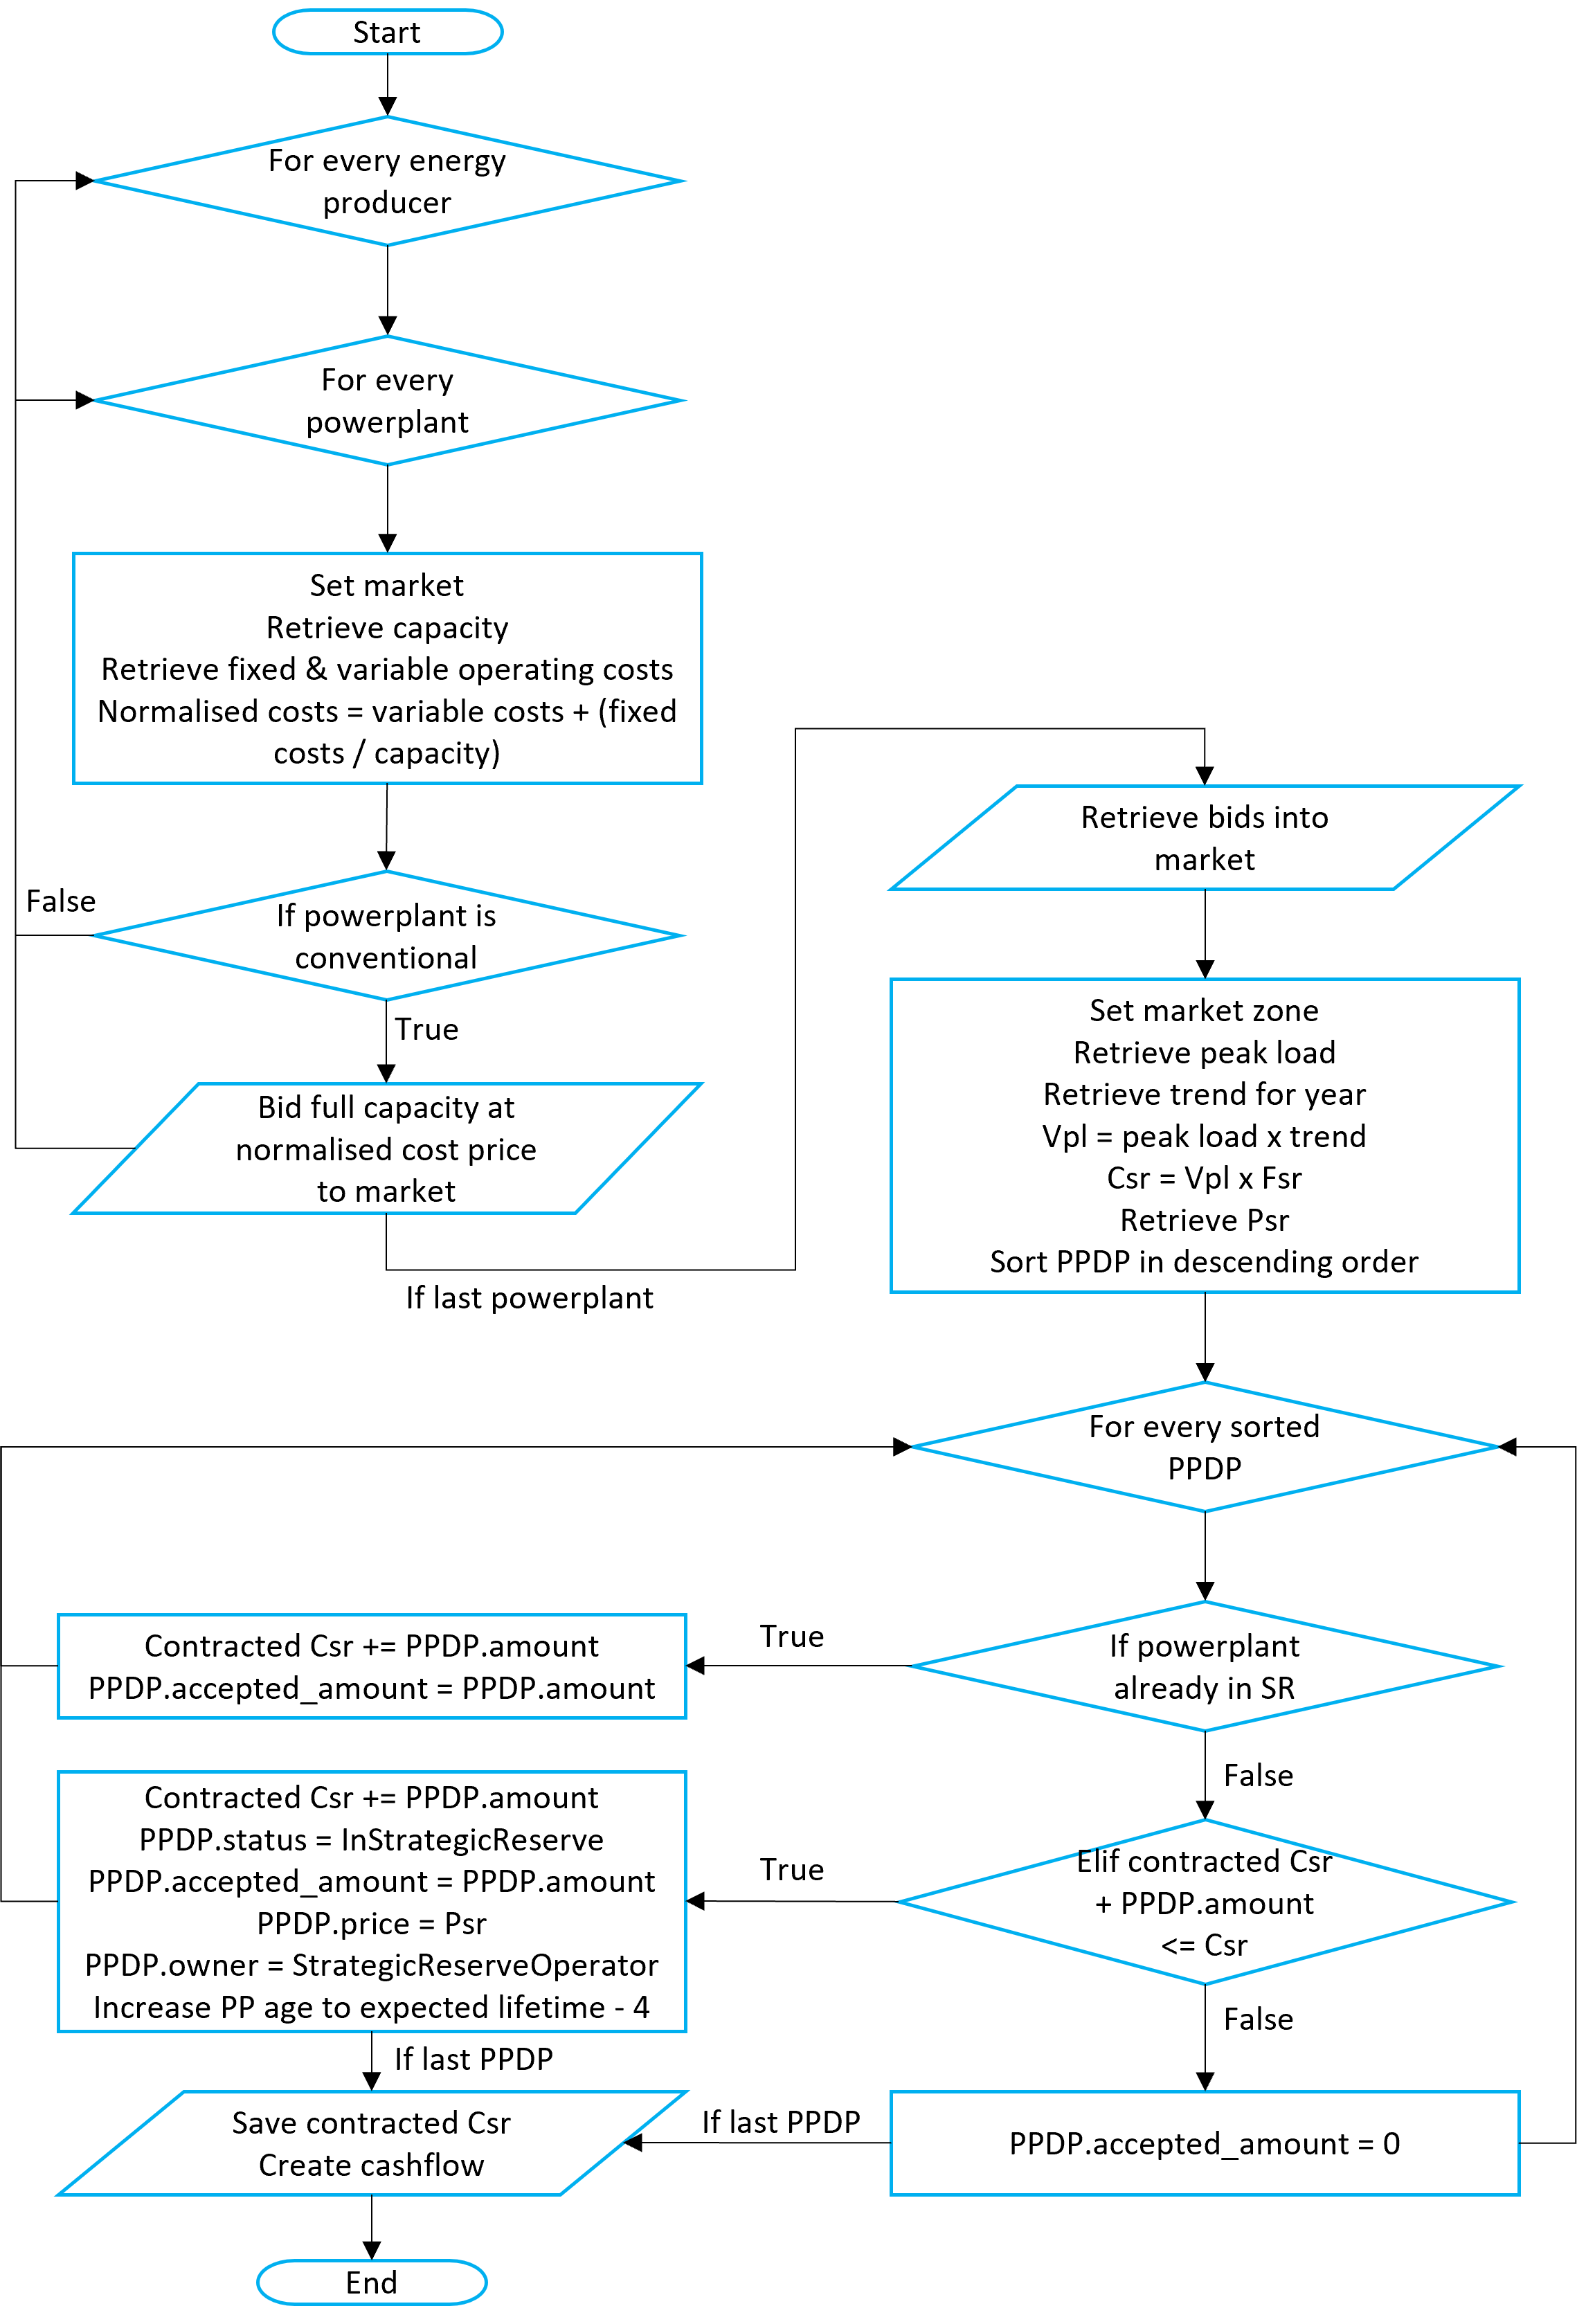 Start
For every energy
producer
For every
powerplant
Set market
Retrieve capacity
Retrieve fixed & variable operating costs
Normalised costs = variable costs + (fixed
costs / capacity)
False
If powerplant is
conventional
True
Bid full capacity at
normalised cost price
to market
If last powerplant
Retrieve bids into
market
Set market zone
Retrieve peak load
Retrieve trend for year
Vpl = peak load x trend
Csr = Vpl x Fsr
Retrieve Psr
Sort PPDP in descending order
For every sorted
PPDP
If powerplant
already in SR
True
Contracted Csr += PPDP.amount
PPDP.accepted_amount = PPDP.amount
False
Elif contracted Csr
+ PPDP.amount
<= Csr
True
Contracted Csr += PPDP.amount
PPDP.status = InStrategicReserve
PPDP.accepted_amount = PPDP.amount
PPDP.price = Psr
PPDP.owner = StrategicReserveOperator
Increase PP age to expected lifetime - 4
False
PPDP.accepted_amount = 0
If last PPDP
If last PPDP
Save contracted Csr
Create cashflow
End